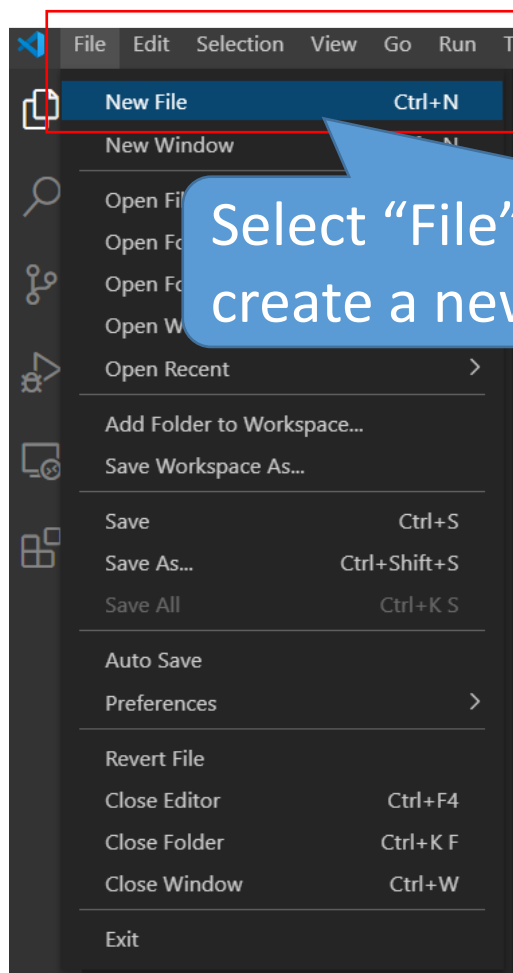 File Edit Selection View Go Run
New File Ctrl+N
New Window
Select “File”
create a new
Open Recent
Add Folder to Workspace...
Save Workspace As...
Save Ctrl+S
Save As... Ctrl+Shift+S
Save All Ctrl+K S
Auto Save
Preferences
Revert File
Close Editor Ctrl+F4
Close Folder Ctrl+K F
Close Window Ctrl+W
Exit